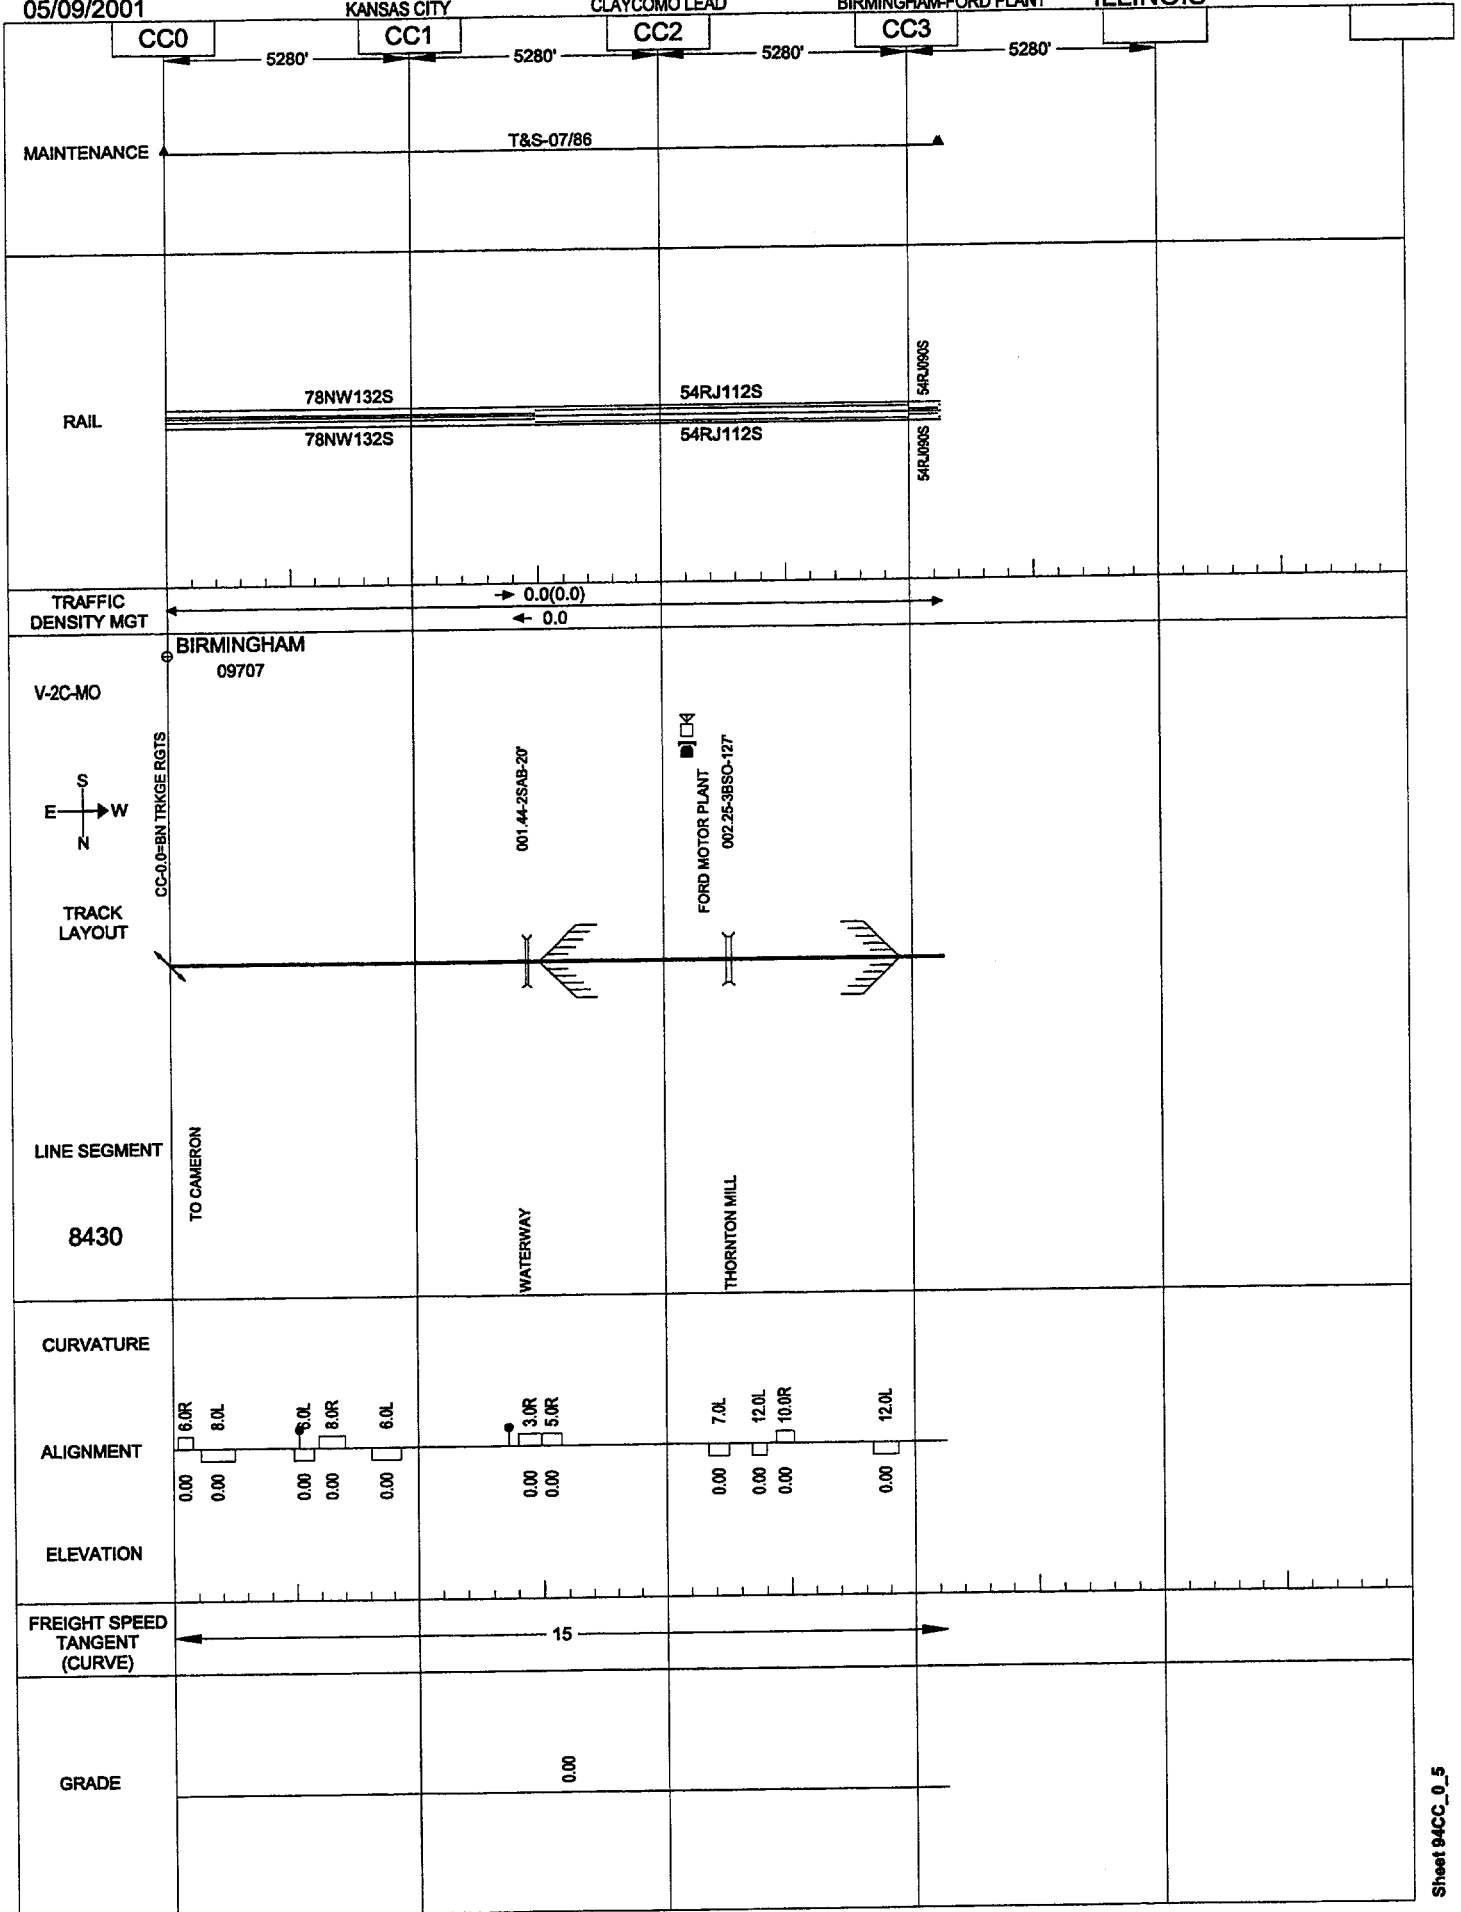 05/09/2001 KANSAS CITY CLAYCOMO LEAD BIRMINGHAM-FORD PLANT ILLINOIS
CC0 CC1 CC2 CC3
5280' 5280' 5280' 5280'
MAINTENANCE
T&S-07/86
RAIL
78NW132S 54RJ112S 54RJ090S
78NW132S 54RJ112S 54RJ090S
TRAFFIC
DENSITY MGT
0.0(0.0)
0.0
BIRMINGHAM
09707
V-2C-MO
S
E W
N
CC-0.0=BN TRKGE RGTS
001.44-2SAB-20'
FORD MOTOR PLANT
002.25-3BSO-127'
TRACK
LAYOUT
LINE SEGMENT
8430
TO CAMERON
WATERWAY
THORNTON MILL
CURVATURE
6.0R 8.0L 6.0L 8.0R 6.0L 3.0R 5.0R 7.0L 12.0L 10.0R 12.0L
ALIGNMENT
0.00 0.00 0.00 0.00 0.00 0.00 0.00 0.00 0.00 0.00 0.00
ELEVATION
FREIGHT SPEED
TANGENT
(CURVE)
15
GRADE
0.00
Sheet 94CC_0_5